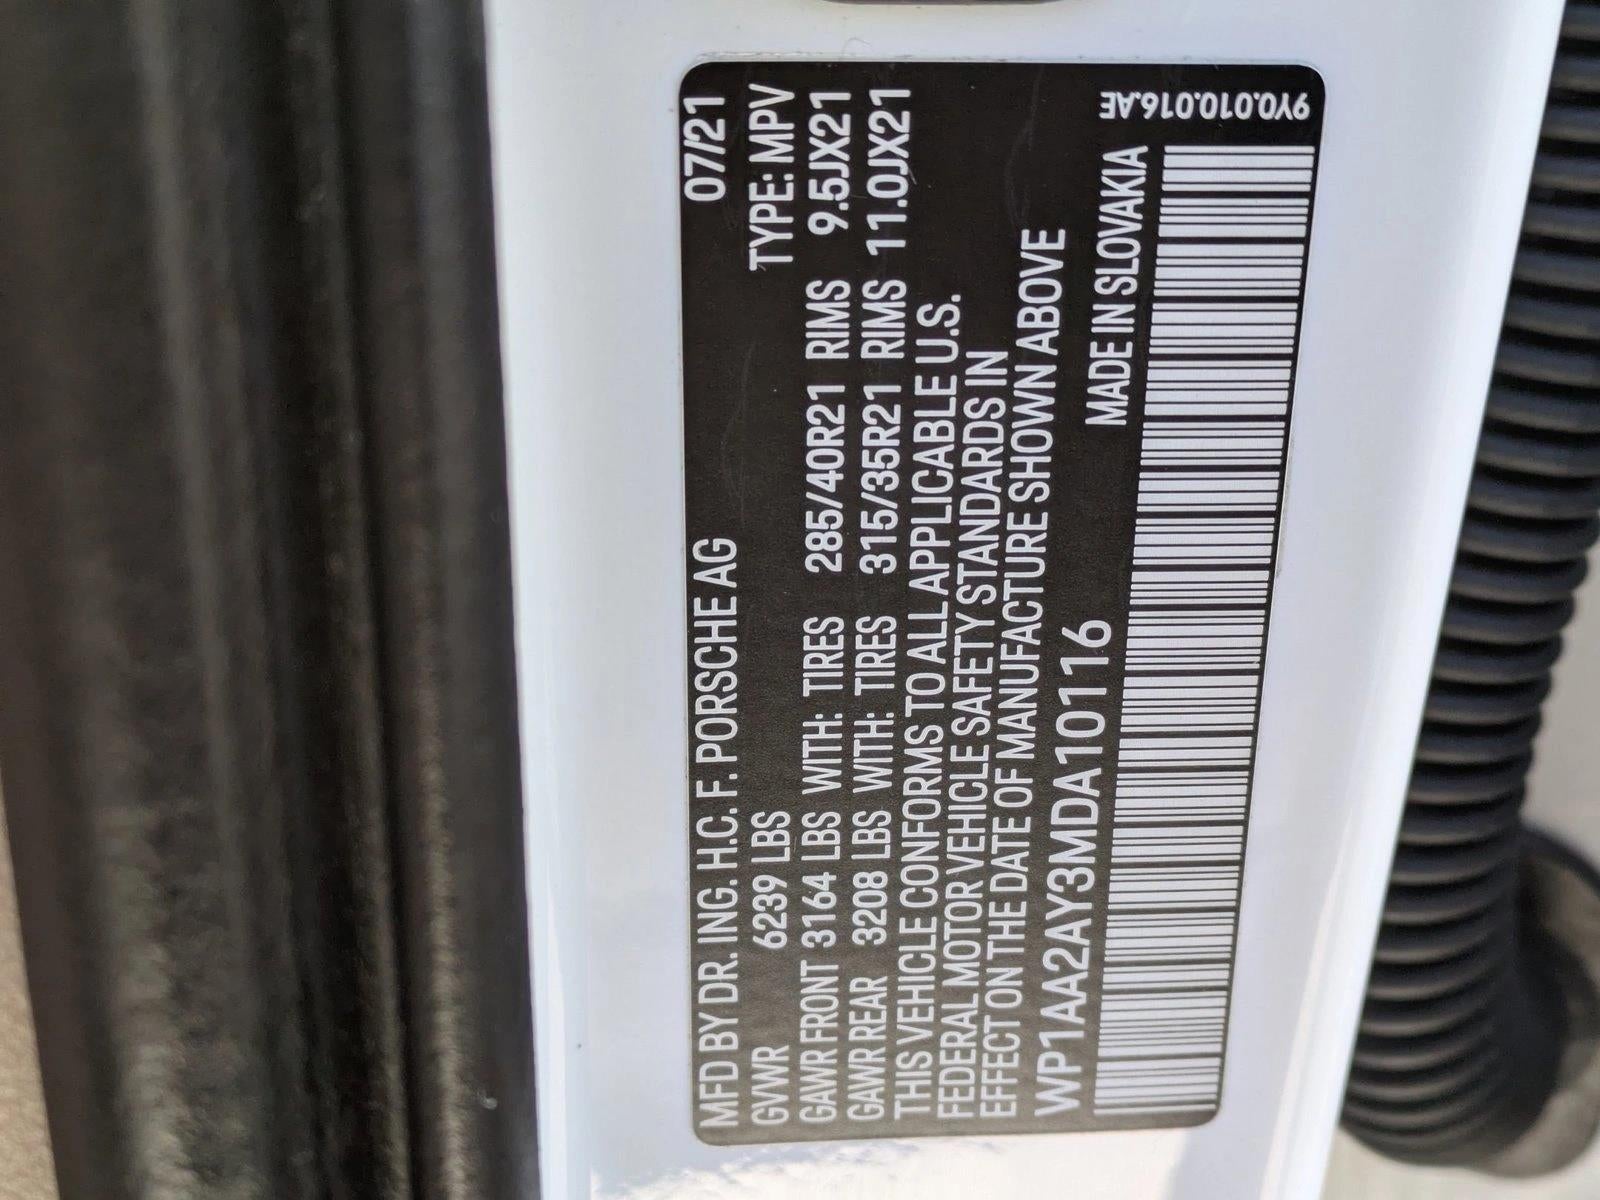 MFD BY DR. ING. H.C. F. PORSCHE AG 07/21
GVWR 6239 LBS TYPE: MPV
GAWR FRONT 3164 LBS WITH: TIRES 285/40R21 RIMS 9.5JX21
GAWR REAR 3208 LBS WITH: TIRES 315/35R21 RIMS 11.0JX21
THIS VEHICLE CONFORMS TO ALL APPLICABLE U.S.
FEDERAL MOTOR VEHICLE SAFETY STANDARDS IN
EFFECT ON THE DATE OF MANUFACTURE SHOWN ABOVE
WP1AA2AY3MDA10116 MADE IN SLOVAKIA
9Y0.010.016.AE